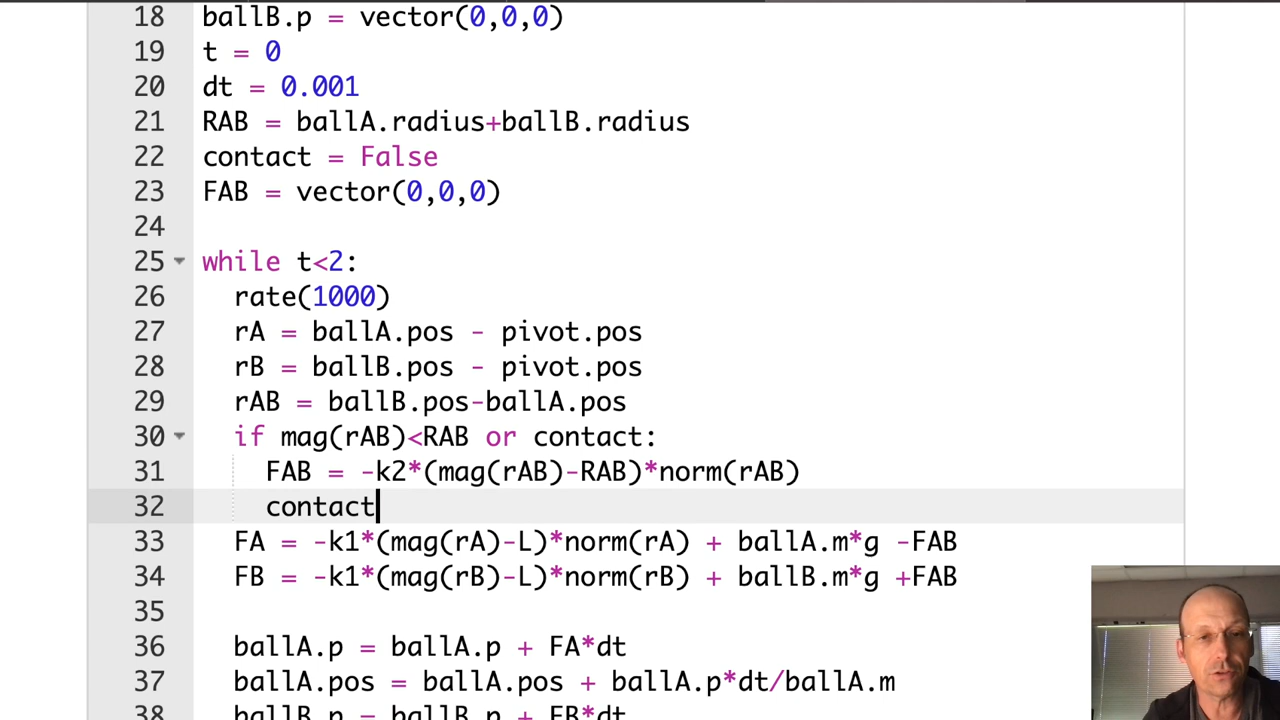 18 ballB.p = vector(0,0,0)
19 t = 0
20 dt = 0.001
21 RAB = ballA.radius+ballB.radius
22 contact = False
23 FAB = vector(0,0,0)
24
25 while t<2:
26 rate(1000)
27 rA = ballA.pos - pivot.pos
28 rB = ballB.pos - pivot.pos
29 rAB = ballB.pos-ballA.pos
30 if mag(rAB)<RAB or contact:
31 FAB = -k2*(mag(rAB)-RAB)*norm(rAB)
32 contact
33 FA = -k1*(mag(rA)-L)*norm(rA) + ballA.m*g -FAB
34 FB = -k1*(mag(rB)-L)*norm(rB) + ballB.m*g +FAB
35
36 ballA.p = ballA.p + FA*dt
37 ballA.pos = ballA.pos + ballA.p*dt/ballA.m
38 ballB.p = ballB.p + FB*dt